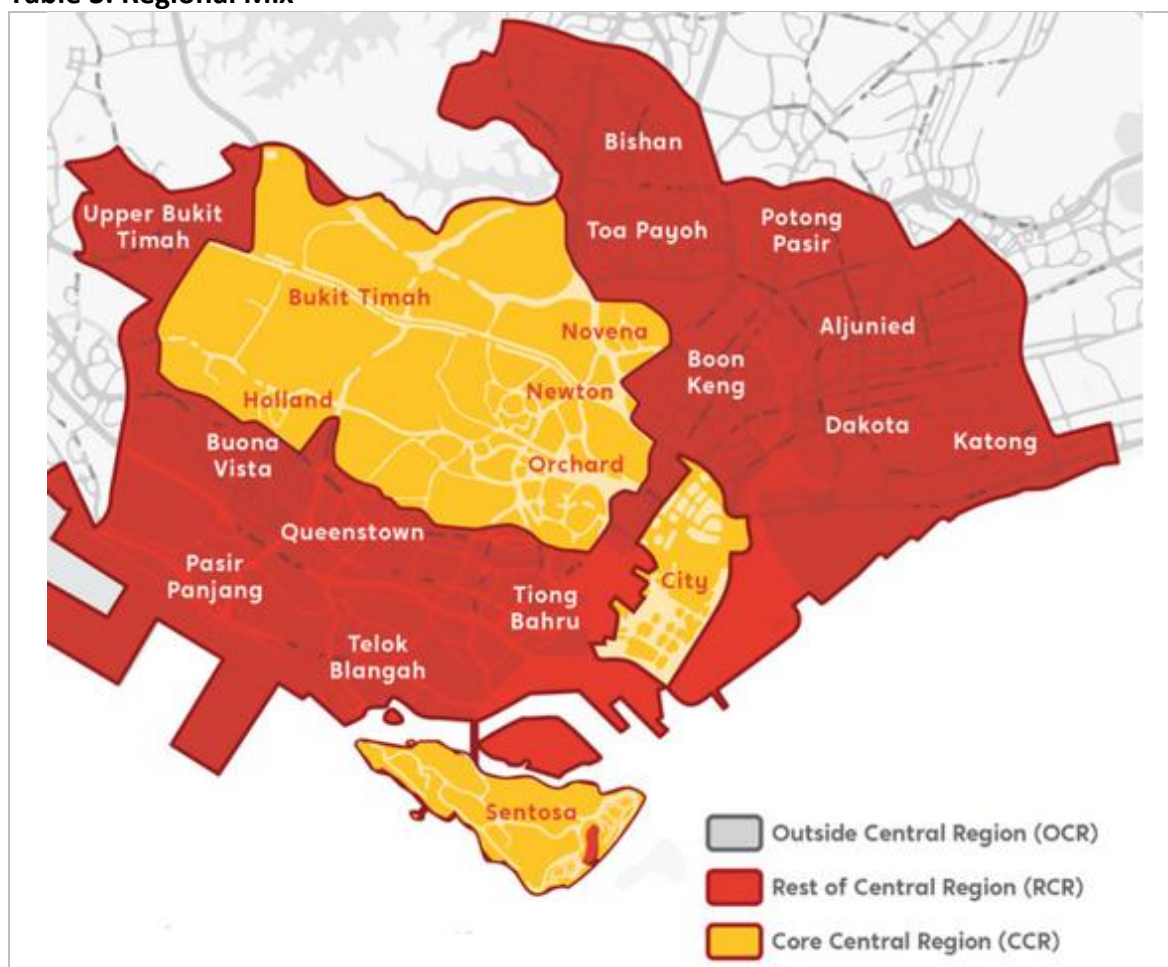 Table 3: Regional Mix
Bishan
Upper Bukit
Timah
Toa Payoh
Potong
Pasir
Bukit Timah
Novena
Aljunied
Boon
Keng
Holland
Newton
Dakota
Katong
Buona
Vista
Orchard
Queenstown
Pasir
Panjang
City
Tiong
Bahru
Telok
Blangah
Sentosa
Outside Central Region (OCR)
Rest of Central Region (RCR)
Core Central Region (CCR)